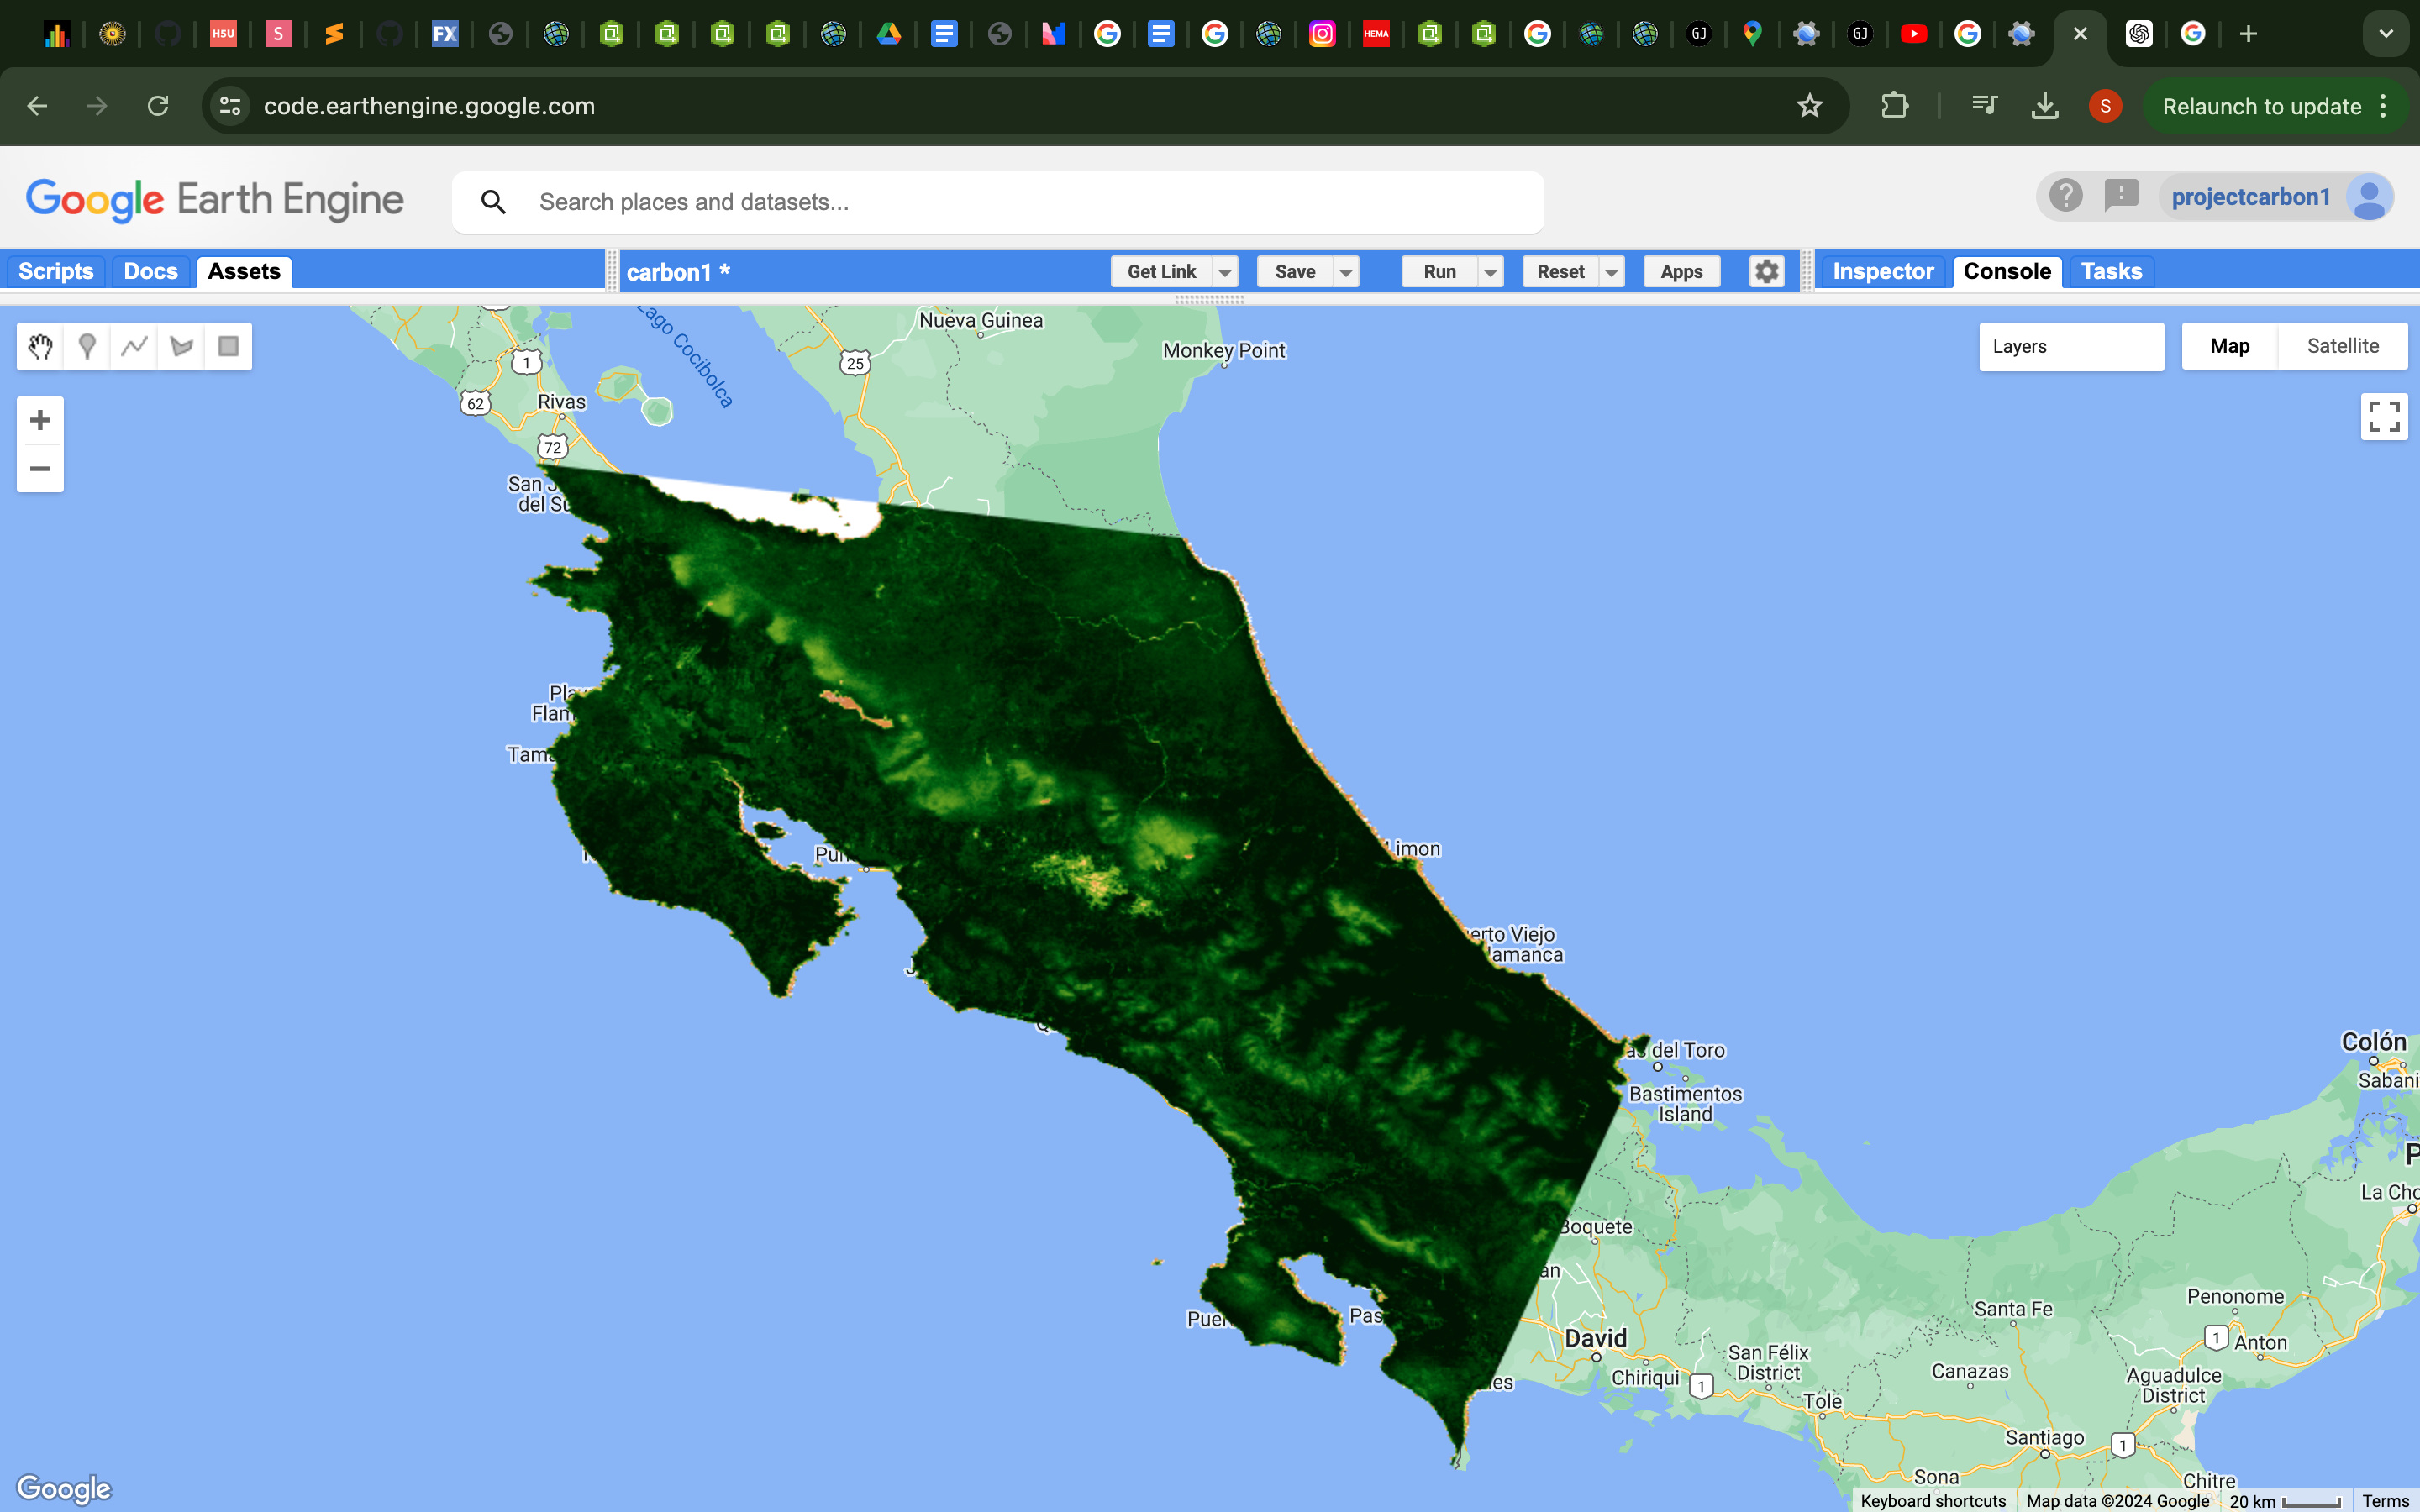 HSU
S
FX
HEMA
GJ
GJ
code.earthengine.google.com
S
Relaunch to update
Google Earth Engine
Search places and datasets...
projectcarbon1
Scripts
Docs
Assets
carbon1 *
Get Link
Save
Run
Reset
Apps
Inspector
Console
Tasks
Layers
Map
Satellite
Lago Cocibolca
Nueva Guinea
Monkey Point
1
25
62
Rivas
72
San J
del Su
Pla
Flam
Tama
Pun
Limon
erto Viejo
lamanca
as del Toro
Bastimentos
Island
Colón
Sabani
P
La Cho
Boquete
an
Puer
Pas
David
les
Chiriqui
1
San Félix
District
Tole
Santa Fe
Canazas
Penonome
1
Anton
Aguadulce
District
Santiago
1
Sona
Chitre
Google
Keyboard shortcuts
Map data ©2024 Google
20 km
Terms